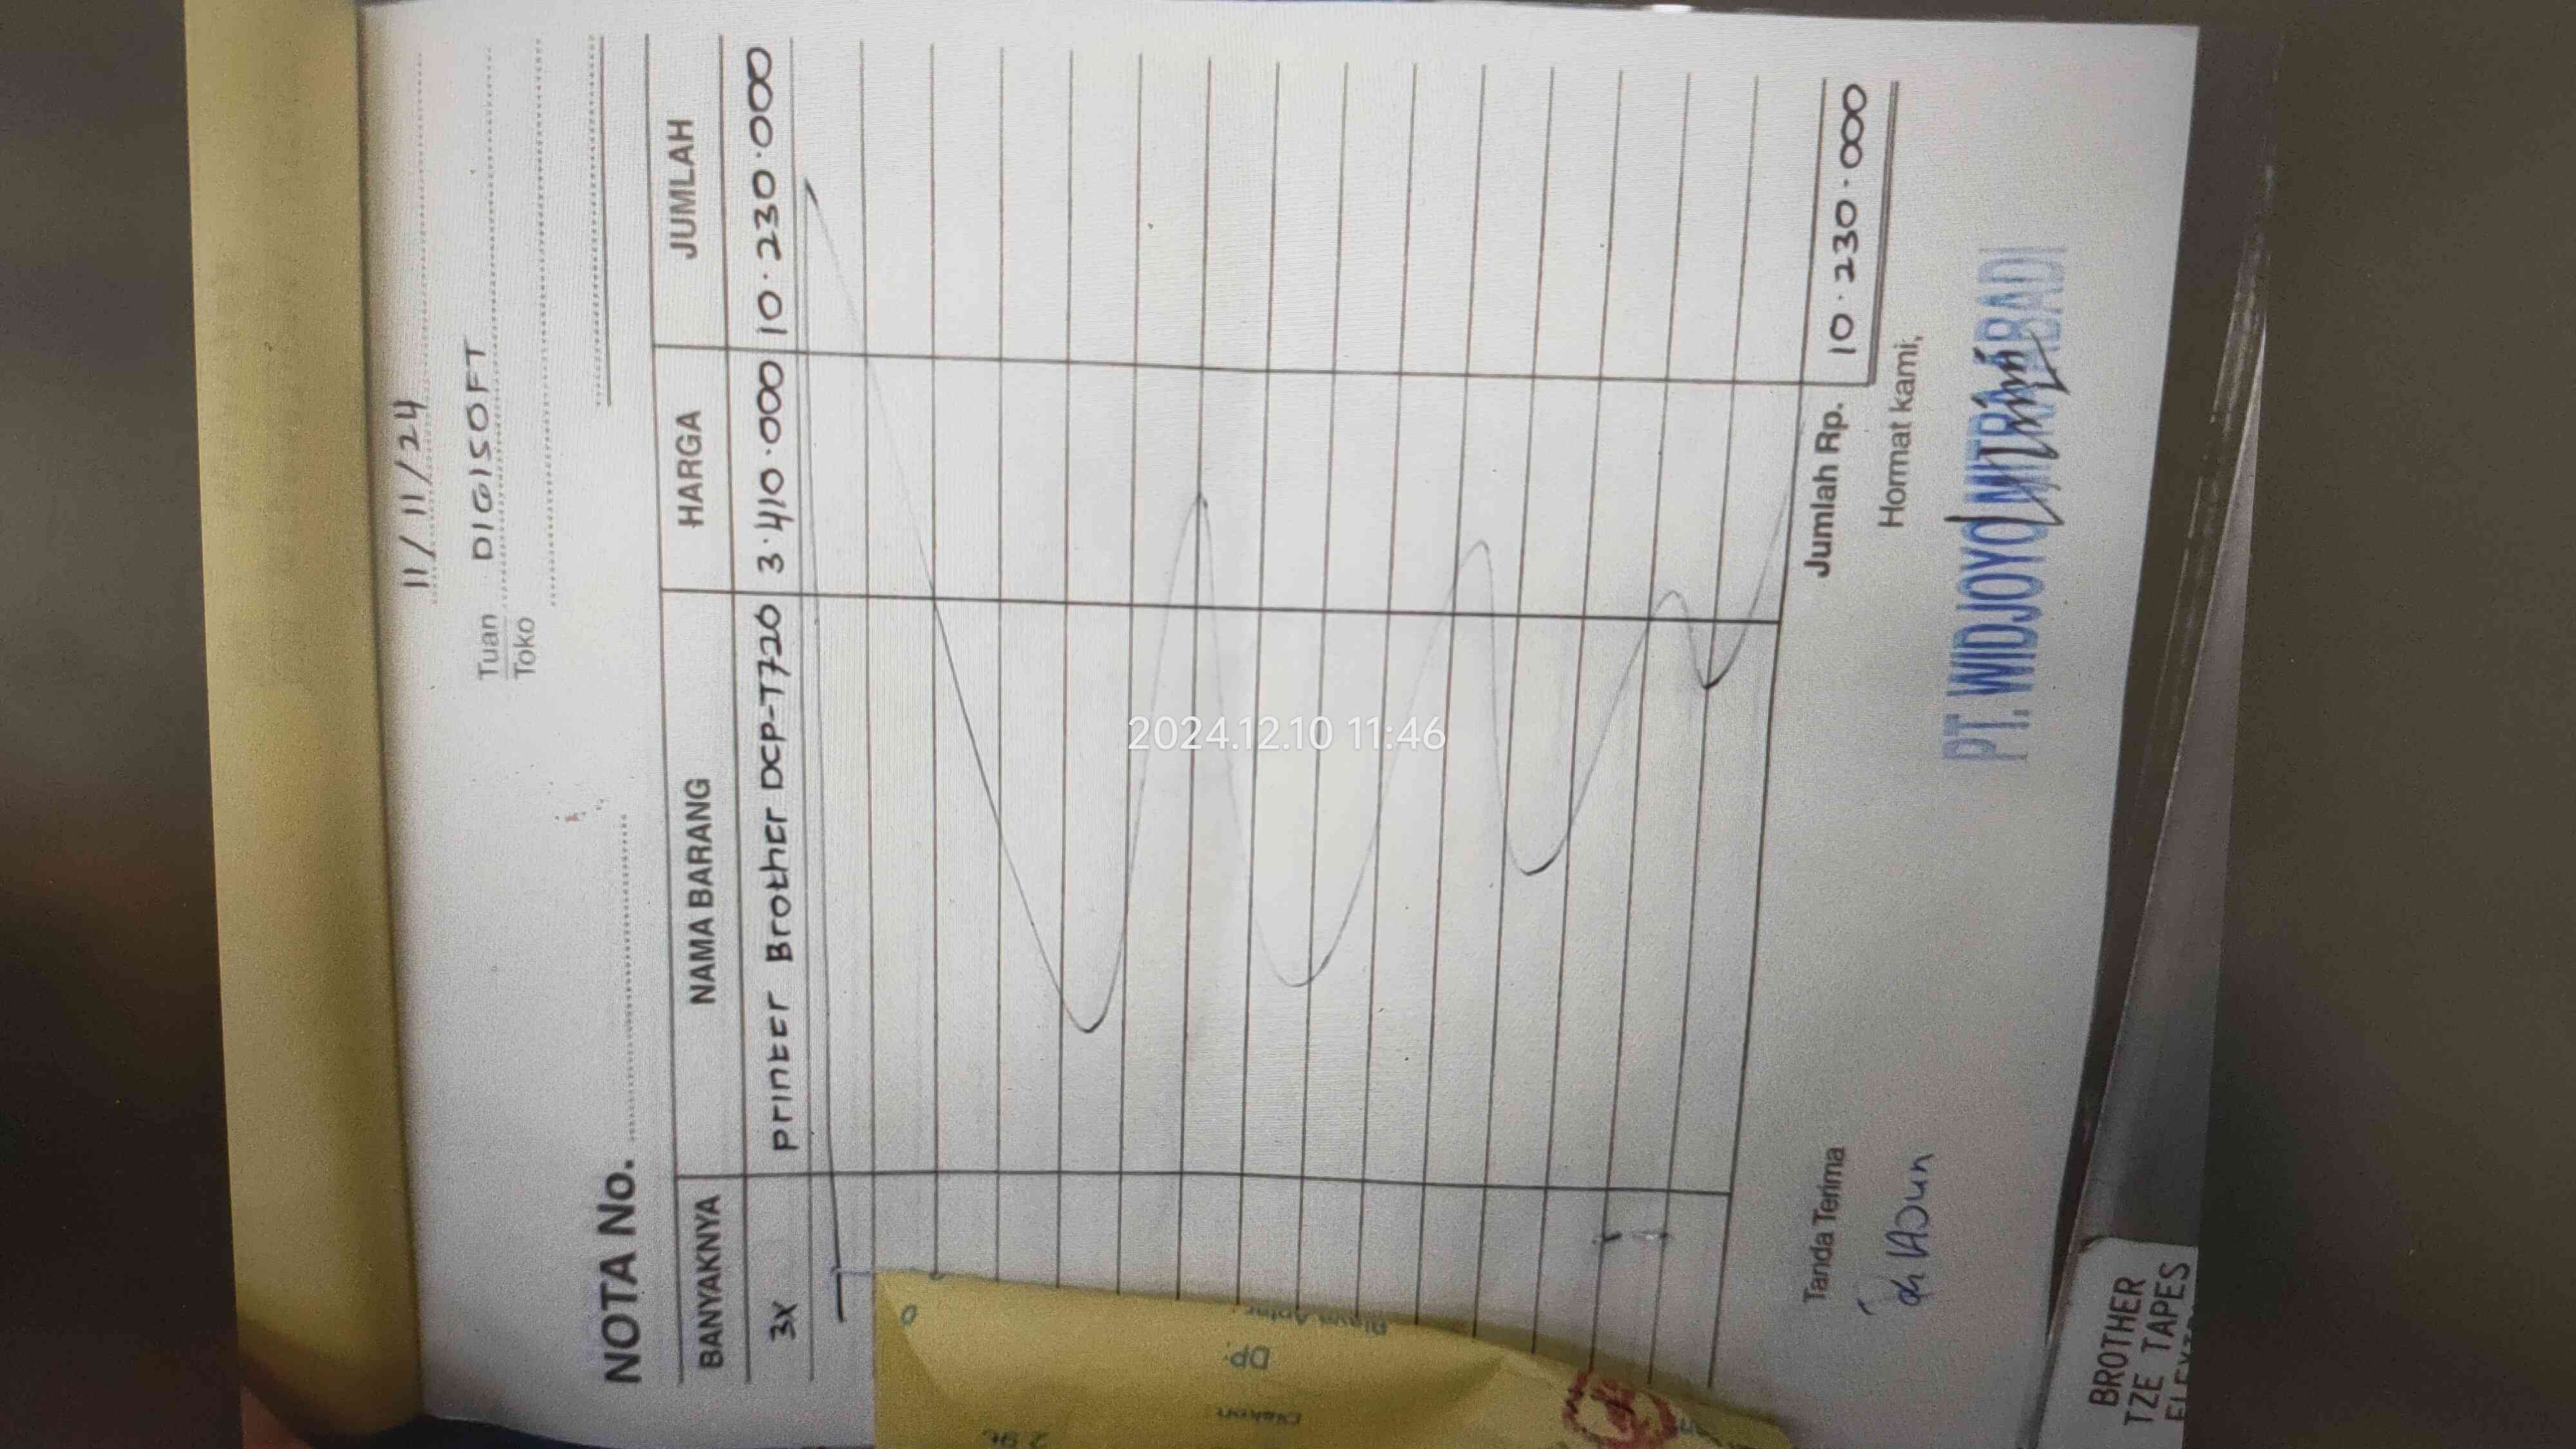 11/11/24
Tuan DIGISOFT
Toko
NOTA No.
BANYAKNYA NAMA BARANG HARGA JUMLAH
3x Printer Brother DCP-T720 3.410.000 10.230.000
2024.12.10 11:46
Jumlah Rp. 10.230.000
Tanda Terima Hormat kami,
PT. WIDJOYO MITRA ABADI
DP.
BROTHER
TZE TAPES